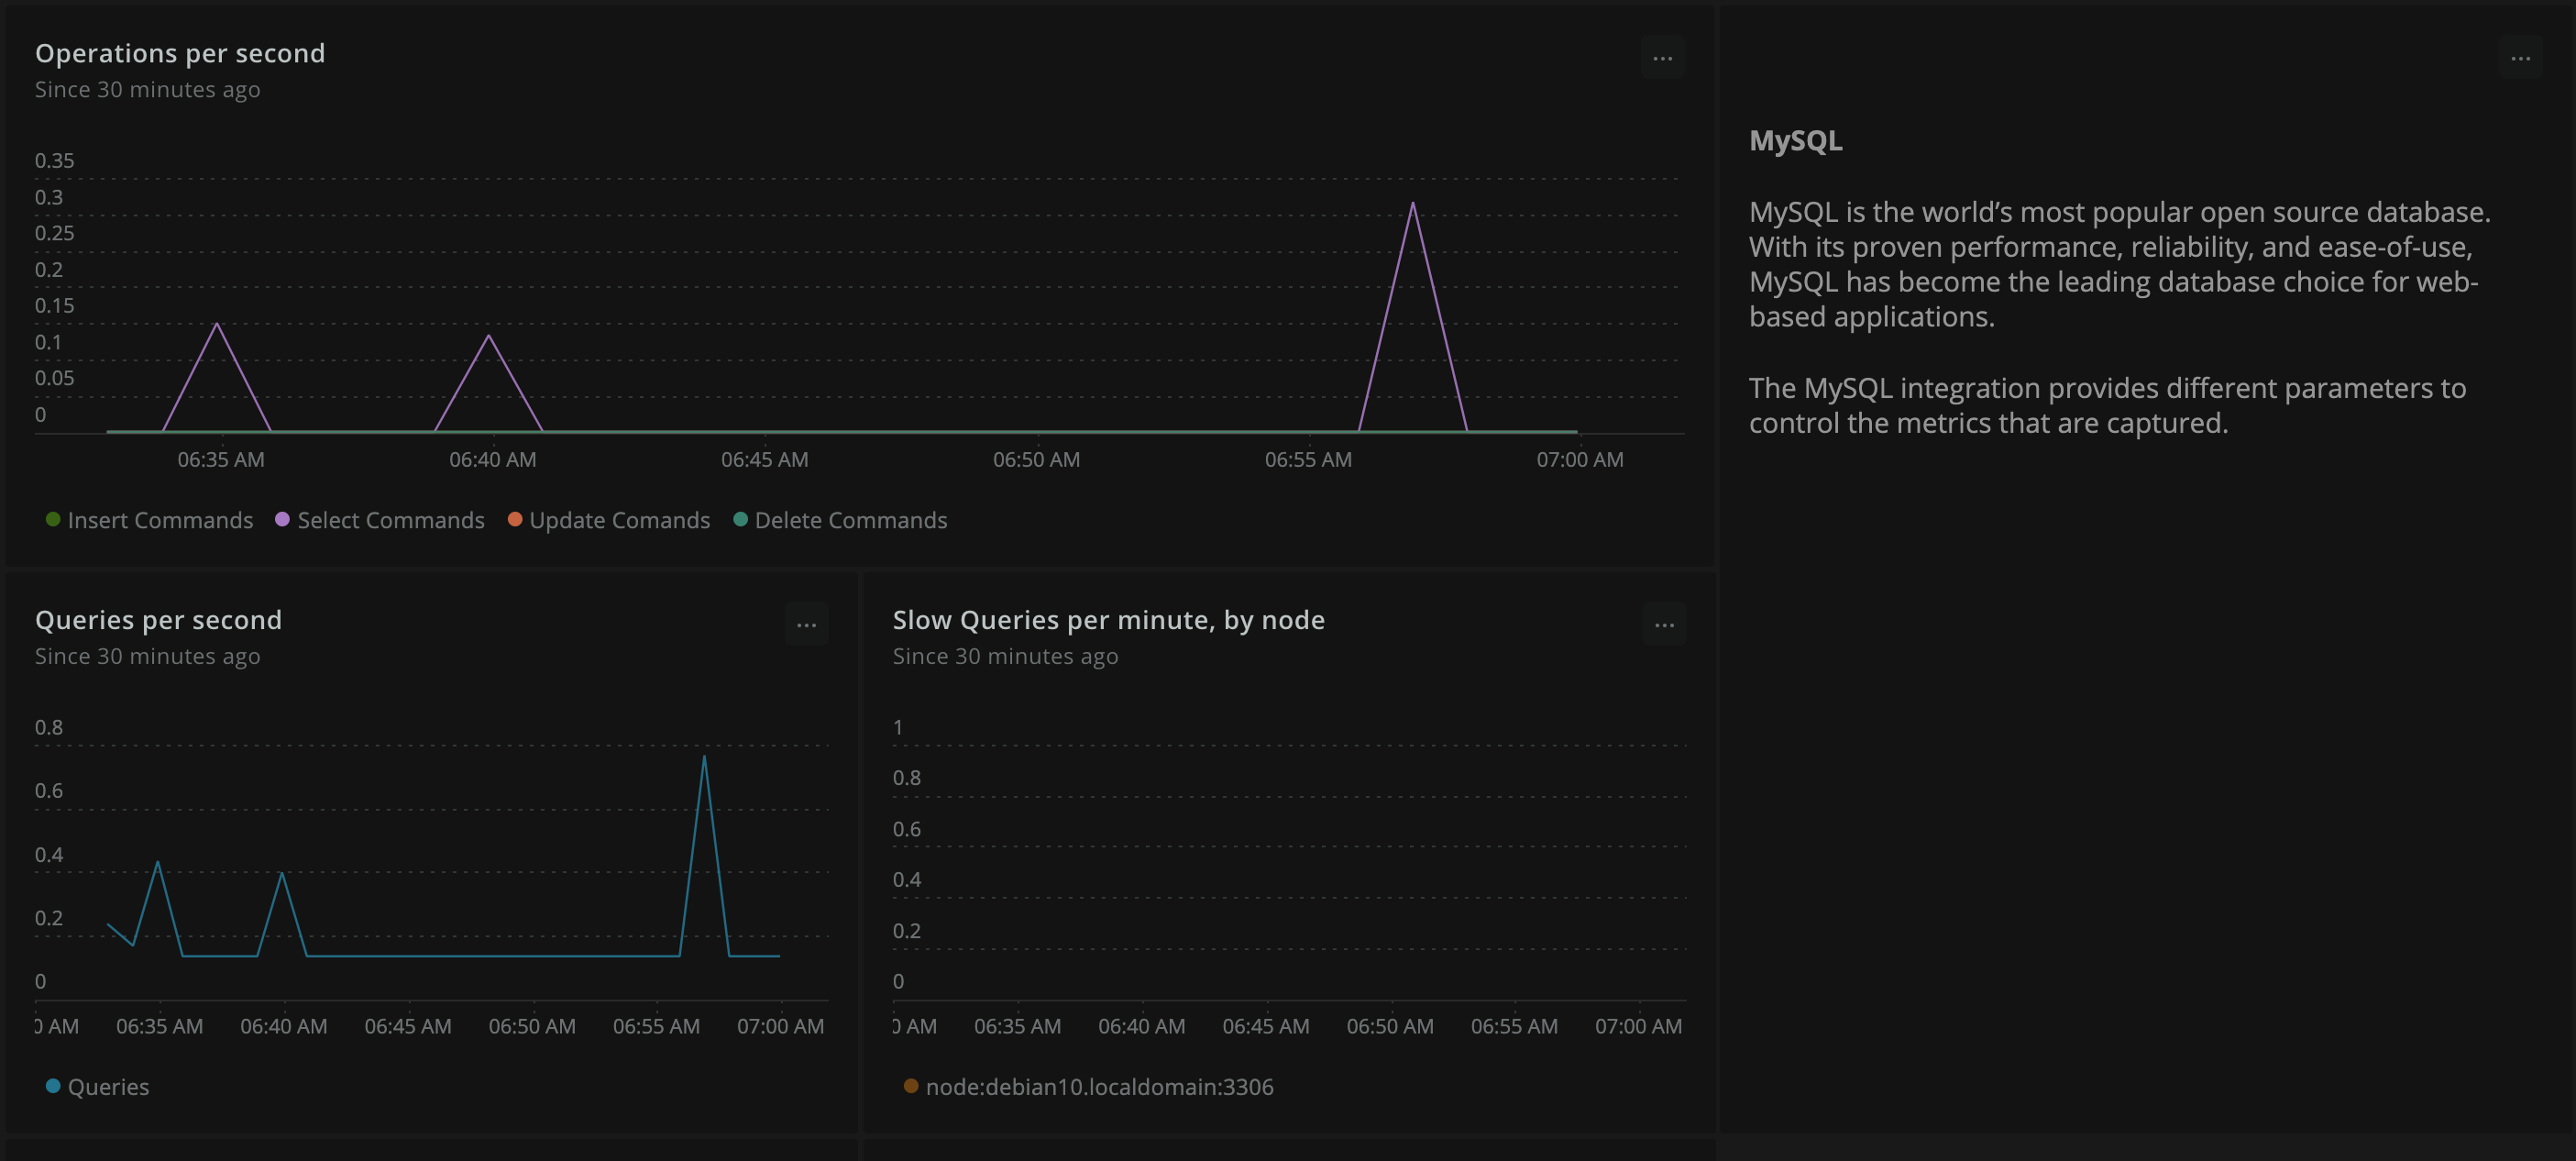 Operations per second
Since 30 minutes ago
0.35
0.3
0.25
0.2
0.15
0.1
0.05
0
06:35 AM 06:40 AM 06:45 AM 06:50 AM 06:55 AM 07:00 AM
Insert Commands Select Commands Update Comands Delete Commands
MySQL
MySQL is the world’s most popular open source database.
With its proven performance, reliability, and ease-of-use,
MySQL has become the leading database choice for web-
based applications.
The MySQL integration provides different parameters to
control the metrics that are captured.
Queries per second
Since 30 minutes ago
0.8
0.6
0.4
0.2
0
0 AM 06:35 AM 06:40 AM 06:45 AM 06:50 AM 06:55 AM 07:00 AM
Queries
Slow Queries per minute, by node
Since 30 minutes ago
1
0.8
0.6
0.4
0.2
0
0 AM 06:35 AM 06:40 AM 06:45 AM 06:50 AM 06:55 AM 07:00 AM
node:debian10.localdomain:3306